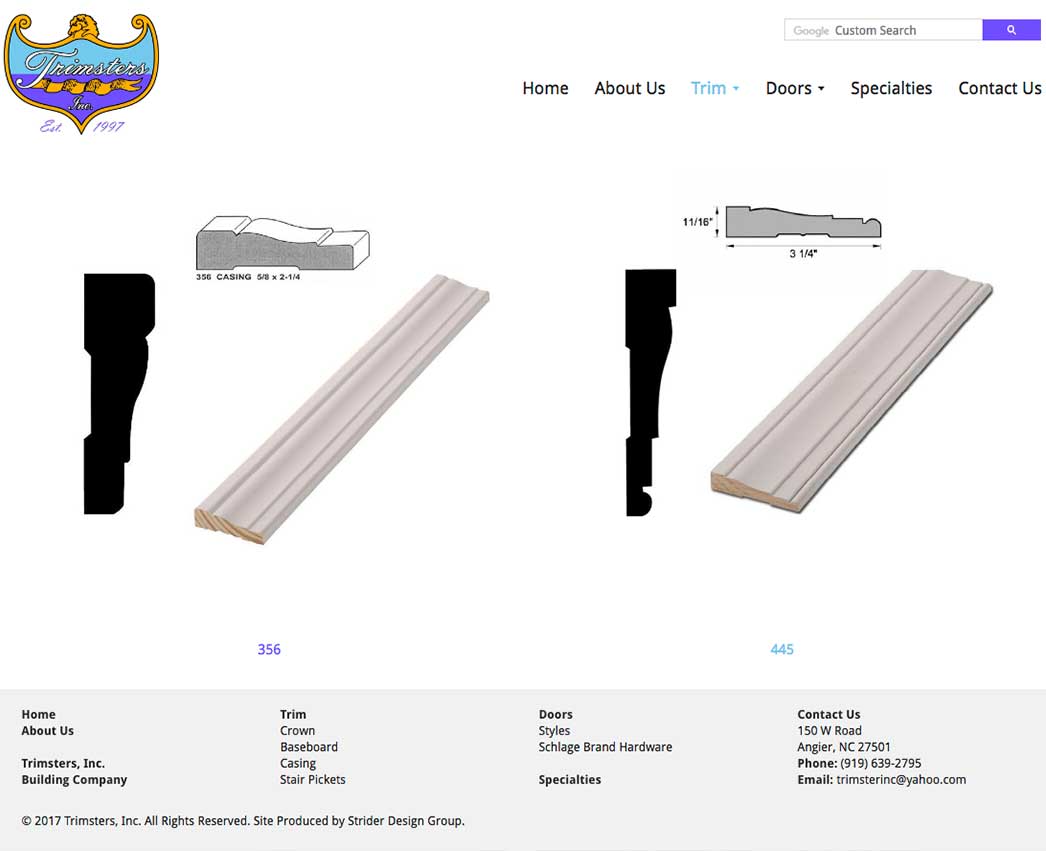 Trimsters
Inc.
Est. 1997
Google Custom Search
Home About Us Trim Doors Specialties Contact Us
356 CASING 5/8 x 2-1/4
11/16"
3 1/4"
356
445
Home
About Us
Trimsters, Inc.
Building Company
Trim
Crown
Baseboard
Casing
Stair Pickets
Doors
Styles
Schlage Brand Hardware
Specialties
Contact Us
150 W Road
Angier, NC 27501
Phone: (919) 639-2795
Email: trimsterinc@yahoo.com
© 2017 Trimsters, Inc. All Rights Reserved. Site Produced by Strider Design Group.